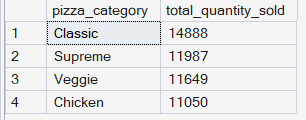 pizza_category total_quantity_sold
1 Classic 14888
2 Supreme 11987
3 Veggie 11649
4 Chicken 11050